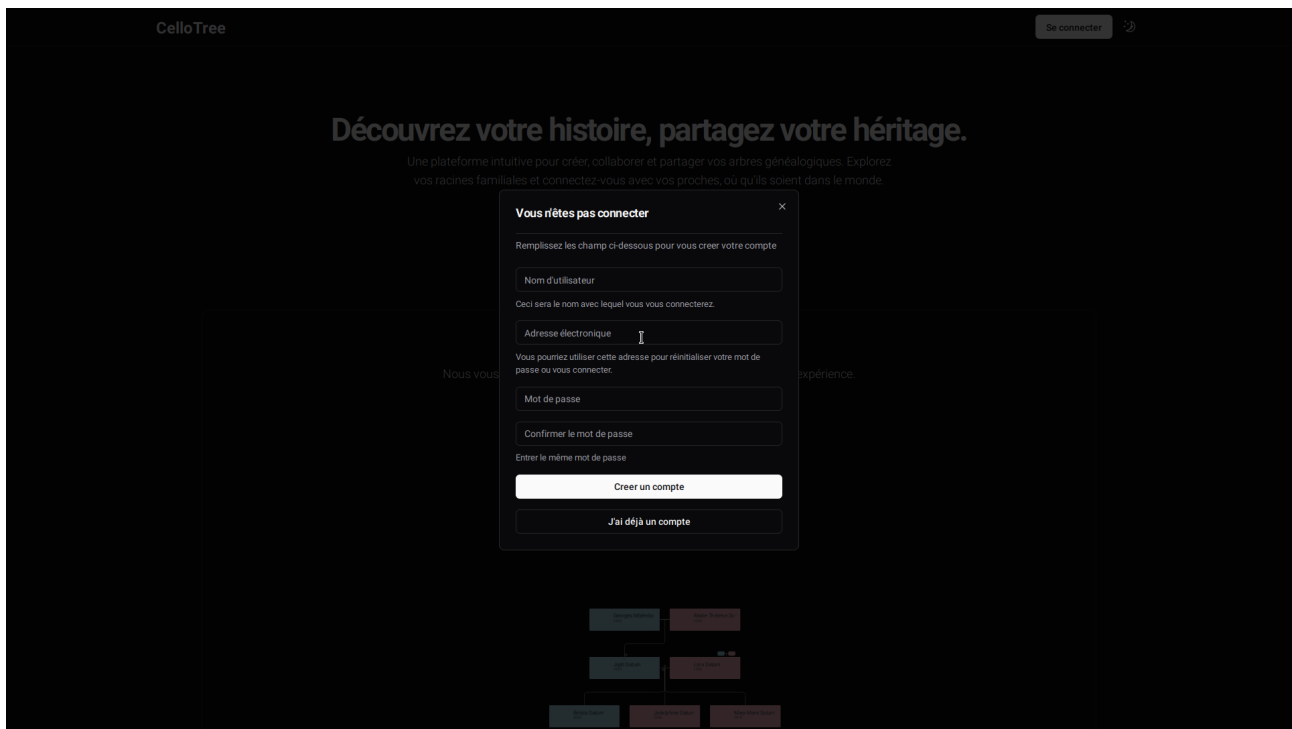 CelloTree
Se connecter
Découvrez votre histoire, partagez votre héritage.
Une plateforme intuitive pour créer, collaborer et partager vos arbres généalogiques. Explorez
vos racines familiales et connectez-vous avec vos proches, où qu'ils soient dans le monde.
Vous n'êtes pas connecter
Remplissez les champ ci-dessous pour vous creer votre compte
Nom d'utilisateur
Ceci sera le nom avec lequel vous vous connecterez.
Adresse électronique
Vous pourriez utiliser cette adresse pour réinitialiser votre mot de
passe ou vous connecter.
Nous vous
expérience.
Mot de passe
Confirmer le mot de passe
Entrer le même mot de passe
Creer un compte
J'ai déjà un compte